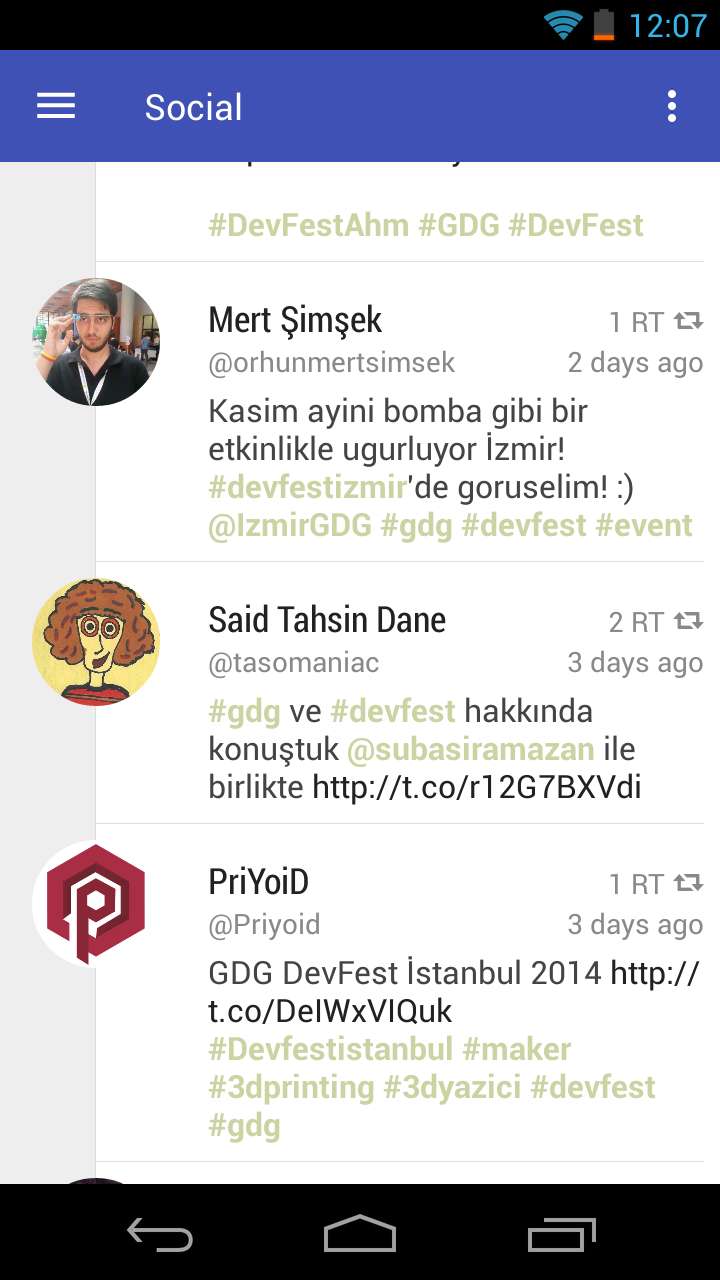 12:07
Social
#DevFestAhm #GDG #DevFest
Mert Şimşek
1 RT
@orhunmertsimsek
2 days ago
Kasim ayini bomba gibi bir
etkinlikle ugurluyor İzmir!
#devfestizmir'de goruselim! :)
@IzmirGDG #gdg #devfest #event
Said Tahsin Dane
2 RT
@tasomaniac
3 days ago
#gdg ve #devfest hakkında
konuştuk @subasiramazan ile
birlikte http://t.co/r12G7BXVdi
PriYoiD
1 RT
@Priyoid
3 days ago
GDG DevFest İstanbul 2014 http://
t.co/DeIWxVIQuk
#Devfestistanbul #maker
#3dprinting #3dyazici #devfest
#gdg